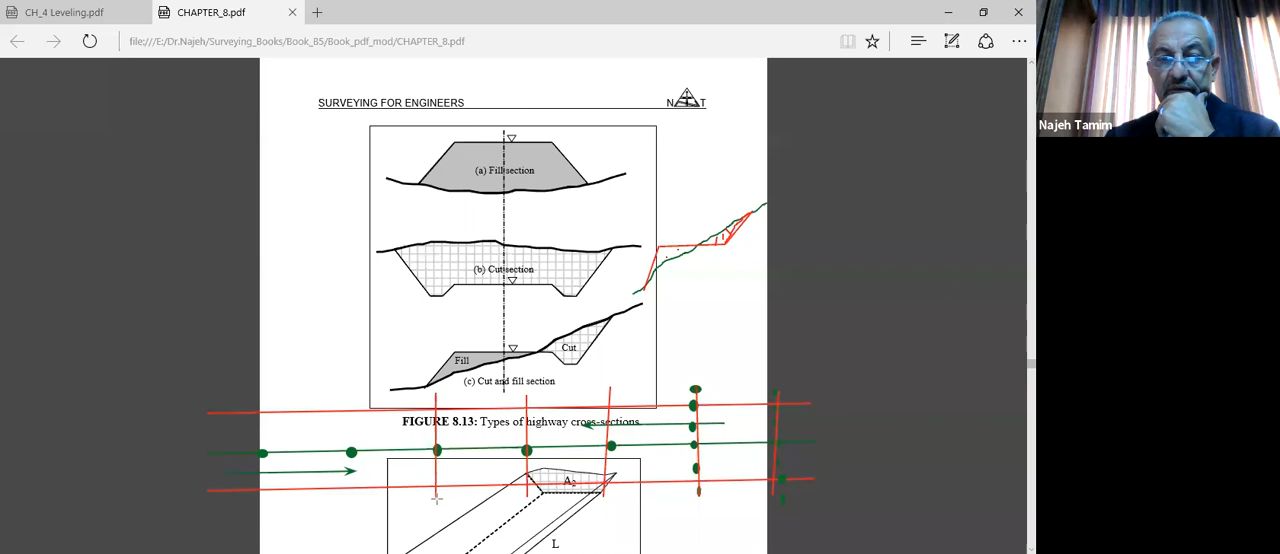 CH_4 Leveling.pdf
CHAPTER_8.pdf
file:///E:/Dr.Najeh/Surveying_Books/Book_B5/Book_pdf_mod/CHAPTER_8.pdf
Najeh Tamim
SURVEYING FOR ENGINEERS
N T
(a) Fill section
(b) Cut section
Cut
Fill
(c) Cut and fill section
FIGURE 8.13: Types of highway cross-sections.
A2
L